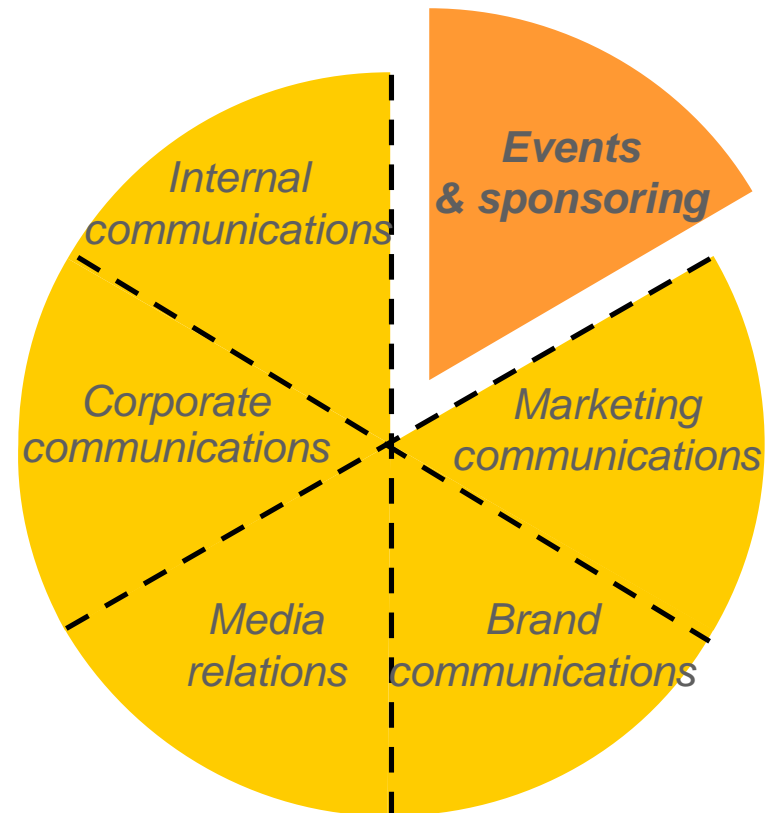 Events
& sponsoring
Internal
communications
Corporate
communications
Marketing
communications
Media
relations
Brand
communications